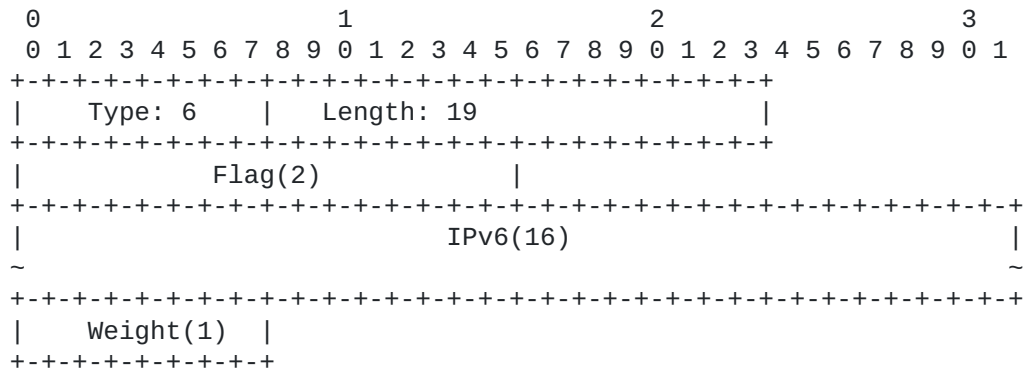 0                   1                   2                   3
 0 1 2 3 4 5 6 7 8 9 0 1 2 3 4 5 6 7 8 9 0 1 2 3 4 5 6 7 8 9 0 1
+-+-+-+-+-+-+-+-+-+-+-+-+-+-+-+-+-+-+-+-+-+-+-+-+
|    Type: 6    |   Length: 19                  |
+-+-+-+-+-+-+-+-+-+-+-+-+-+-+-+-+-+-+-+-+-+-+-+-+
|            Flag(2)            |
+-+-+-+-+-+-+-+-+-+-+-+-+-+-+-+-+-+-+-+-+-+-+-+-+-+-+-+-+-+-+-+-+
|                           IPv6(16)                            |
~                                                               ~
+-+-+-+-+-+-+-+-+-+-+-+-+-+-+-+-+-+-+-+-+-+-+-+-+-+-+-+-+-+-+-+-+
|    Weight(1)  |
+-+-+-+-+-+-+-+-+